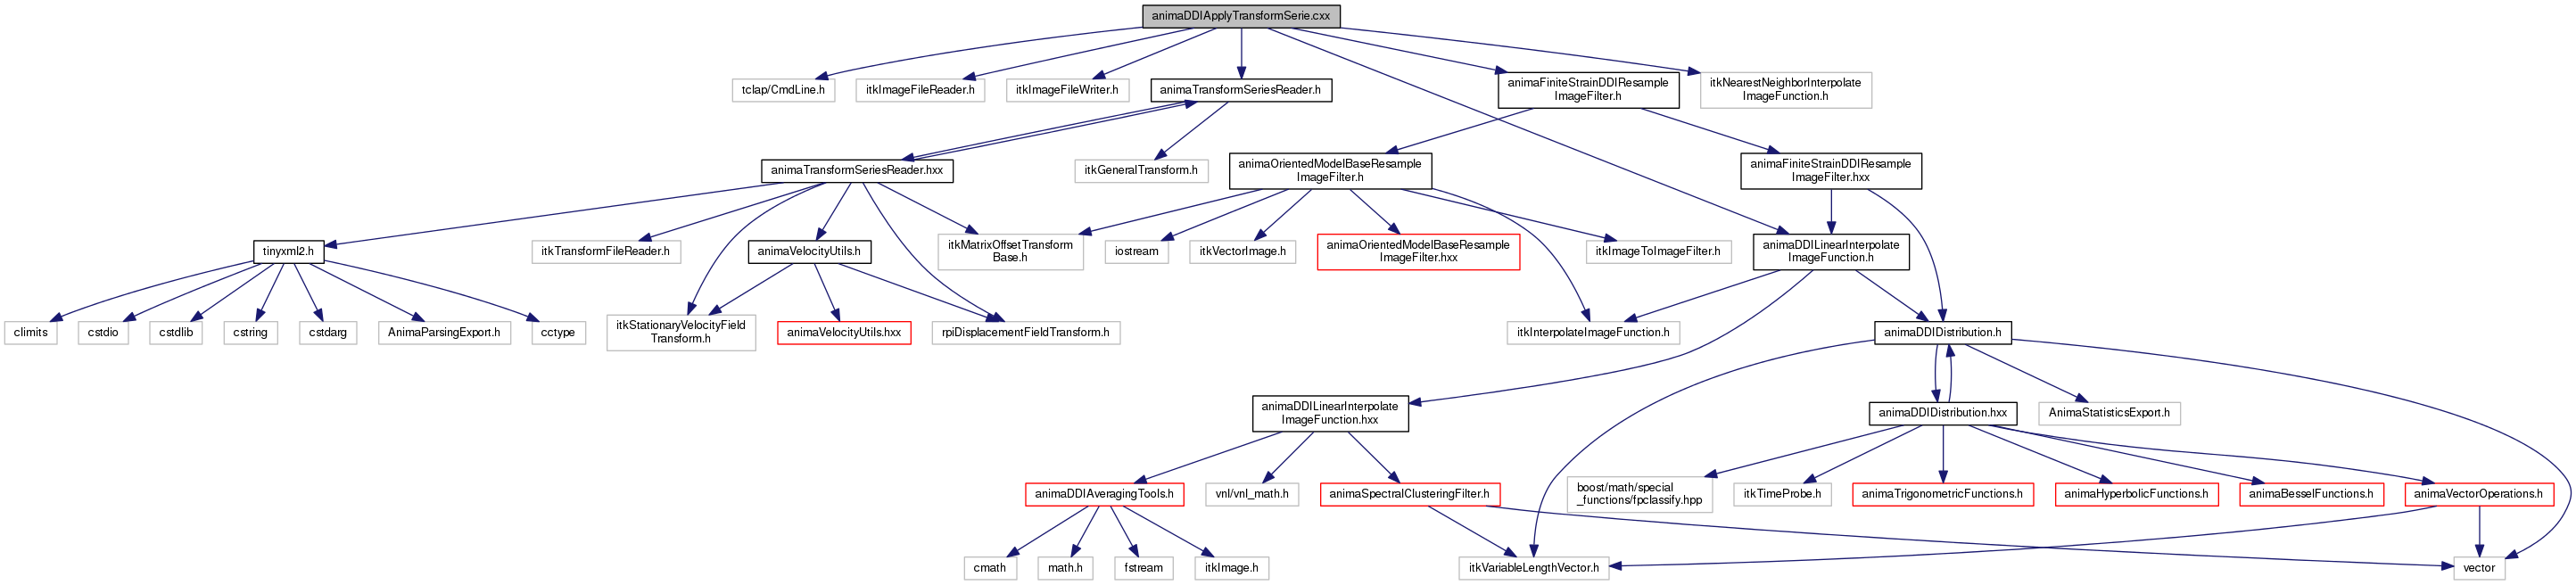 animaDDIApplyTransformSerie.cxx
tclap/CmdLine.h
itkImageFileReader.h
itkImageFileWriter.h
animaTransformSeriesReader.h
animaFiniteStrainDDIResample
ImageFilter.h
itkNearestNeighborInterpolate
ImageFunction.h
animaTransformSeriesReader.hxx
itkGeneralTransform.h
animaOrientedModelBaseResample
ImageFilter.h
animaFiniteStrainDDIResample
ImageFilter.hxx
tinyxml2.h
itkTransformFileReader.h
animaVelocityUtils.h
itkMatrixOffsetTransform
Base.h
iostream
itkVectorImage.h
animaOrientedModelBaseResample
ImageFilter.hxx
itkImageToImageFilter.h
animaDDILinearInterpolate
ImageFunction.h
climits
cstdio
cstdlib
cstring
cstdarg
AnimaParsingExport.h
cctype
itkStationaryVelocityField
Transform.h
animaVelocityUtils.hxx
rpiDisplacementFieldTransform.h
itkInterpolateImageFunction.h
animaDDIDistribution.h
animaDDILinearInterpolate
ImageFunction.hxx
animaDDIDistribution.hxx
AnimaStatisticsExport.h
animaDDIAveragingTools.h
vnl/vnl_math.h
animaSpectralClusteringFilter.h
boost/math/special
_functions/fpclassify.hpp
itkTimeProbe.h
animaTrigonometricFunctions.h
animaHyperbolicFunctions.h
animaBesselFunctions.h
animaVectorOperations.h
cmath
math.h
fstream
itkImage.h
itkVariableLengthVector.h
vector